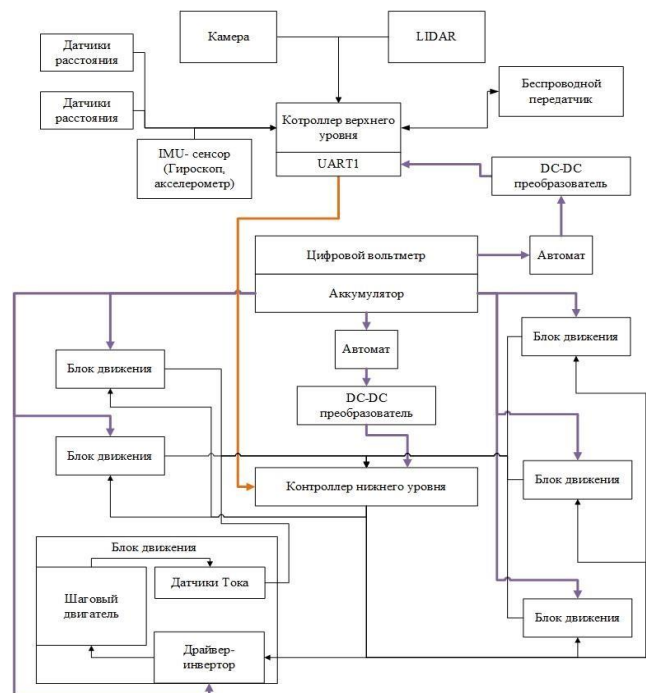 Камера
LIDAR
Датчики
расстояния
Датчики
расстояния
Беспроводной
передатчик
Котроллер верхнего
уровня
UART1
IMU- сенсор
(Гироскоп,
акселерометр)
DC-DC
преобразователь
Цифровой вольтметр
Автомат
Аккумулятор
Автомат
Блок движения
Блок движения
DC-DC
преобразователь
Блок движения
Блок движения
Контроллер нижнего уровня
Блок движения
Шаговый
двигатель
Датчики Тока
Драйвер-
инвертор
Блок движения